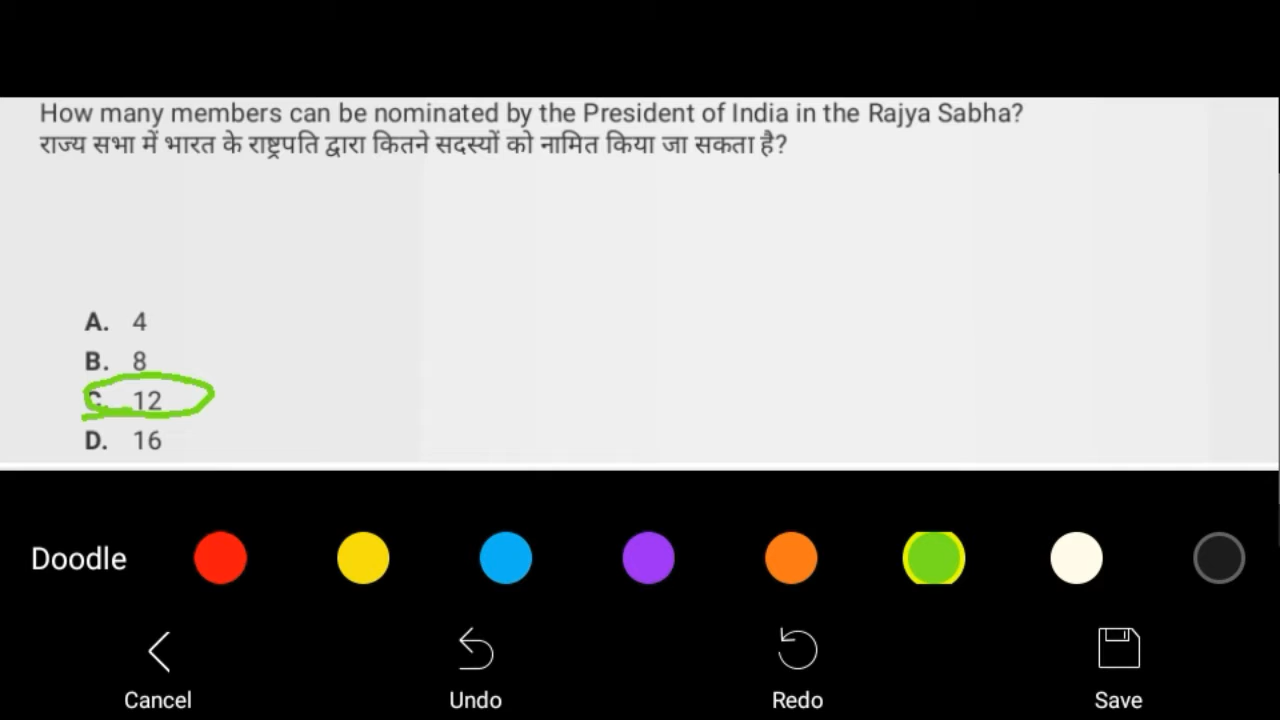 How many members can be nominated by the President of India in the Rajya Sabha?
राज्य सभा में भारत के राष्ट्रपति द्वारा कितने सदस्यों को नामित किया जा सकता है?
A. 4
B. 8
C. 12
D. 16
Doodle
Cancel
Undo
Redo
Save